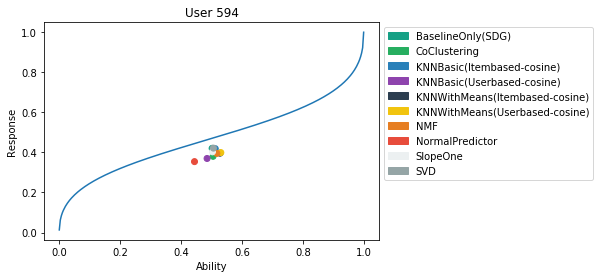 User 594
Response
1.0
0.8
0.6
0.4
0.2
0.0
0.0 0.2 0.4 0.6 0.8 1.0
Ability
BaselineOnly(SDG)
CoClustering
KNNBasic(Itembased-cosine)
KNNBasic(Userbased-cosine)
KNNWithMeans(Itembased-cosine)
KNNWithMeans(Userbased-cosine)
NMF
NormalPredictor
SlopeOne
SVD